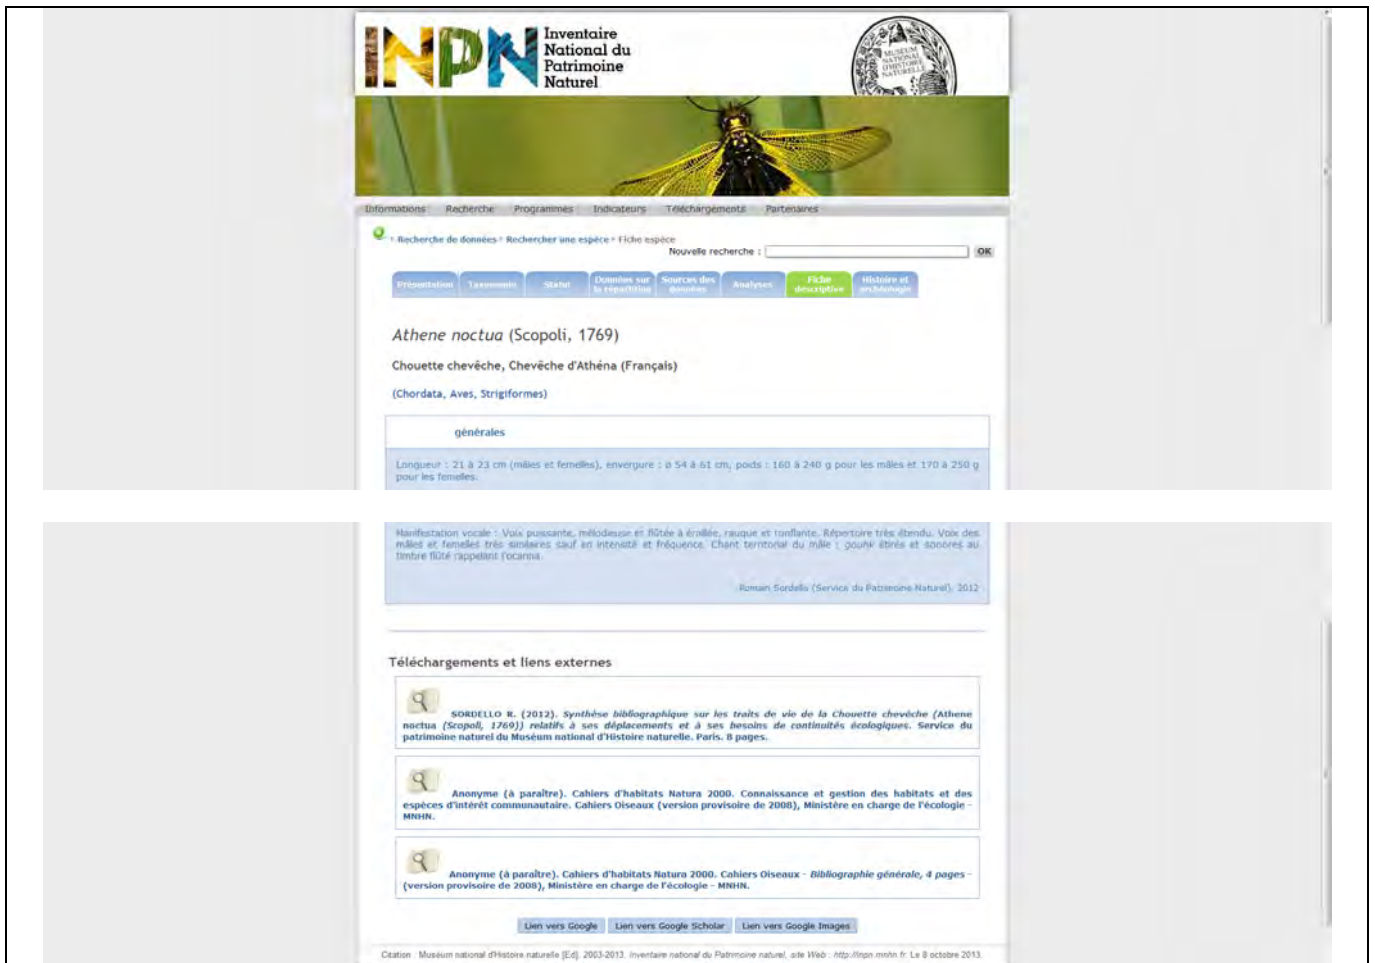 INPN
Inventaire
National du
Patrimoine
Naturel
MUSEUM
NATIONAL
D'HISTOIRE
NATURELLE
Informations Recherche Programmes Indicateurs Téléchargements Partenaires
Recherche de données Rechercher une espèce Fiche espèce
Nouvelle recherche : OK
Présentation Taxonomie Statut Données sur la répartition Sources des données Analyses Fiche descriptive Histoire et archéologie
Athene noctua (Scopoli, 1769)
Chouette chevêche, Chevêche d'Athéna (Français)
(Chordata, Aves, Strigiformes)
générales
Longueur : 21 à 23 cm (mâles et femelles), envergure : ø 54 à 61 cm, poids : 160 à 240 g pour les mâles et 170 à 250 g
pour les femelles.
Manifestation vocale : Voix puissante, mélodieuse et flûtée à éraillée, rauque et ronflante. Répertoire très étendu. Voix des
mâles et femelles très similaires sauf en intensité et fréquence. Chant territorial du mâle : gounk étirés et sonores au
timbre flûté rappelant l'ocarina.
Romain Sordello (Service du Patrimoine Naturel), 2012
Téléchargements et liens externes
SORDELLO R. (2012). Synthèse bibliographique sur les traits de vie de la Chouette chevêche (Athene
noctua (Scopoli, 1769)) relatifs à ses déplacements et à ses besoins de continuités écologiques. Service du
patrimoine naturel du Muséum national d'Histoire naturelle. Paris. 8 pages.
Anonyme (à paraître). Cahiers d'habitats Natura 2000. Connaissance et gestion des habitats et des
espèces d'intérêt communautaire. Cahiers Oiseaux (version provisoire de 2008), Ministère en charge de l'écologie -
MNHN.
Anonyme (à paraître). Cahiers d'habitats Natura 2000. Cahiers Oiseaux - Bibliographie générale, 4 pages -
(version provisoire de 2008), Ministère en charge de l'écologie - MNHN.
Lien vers Google Lien vers Google Scholar Lien vers Google Images
Citation : Muséum national d'Histoire naturelle [Ed]. 2003-2013. Inventaire national du Patrimoine naturel, site Web : http://inpn.mnhn.fr. Le 8 octobre 2013.